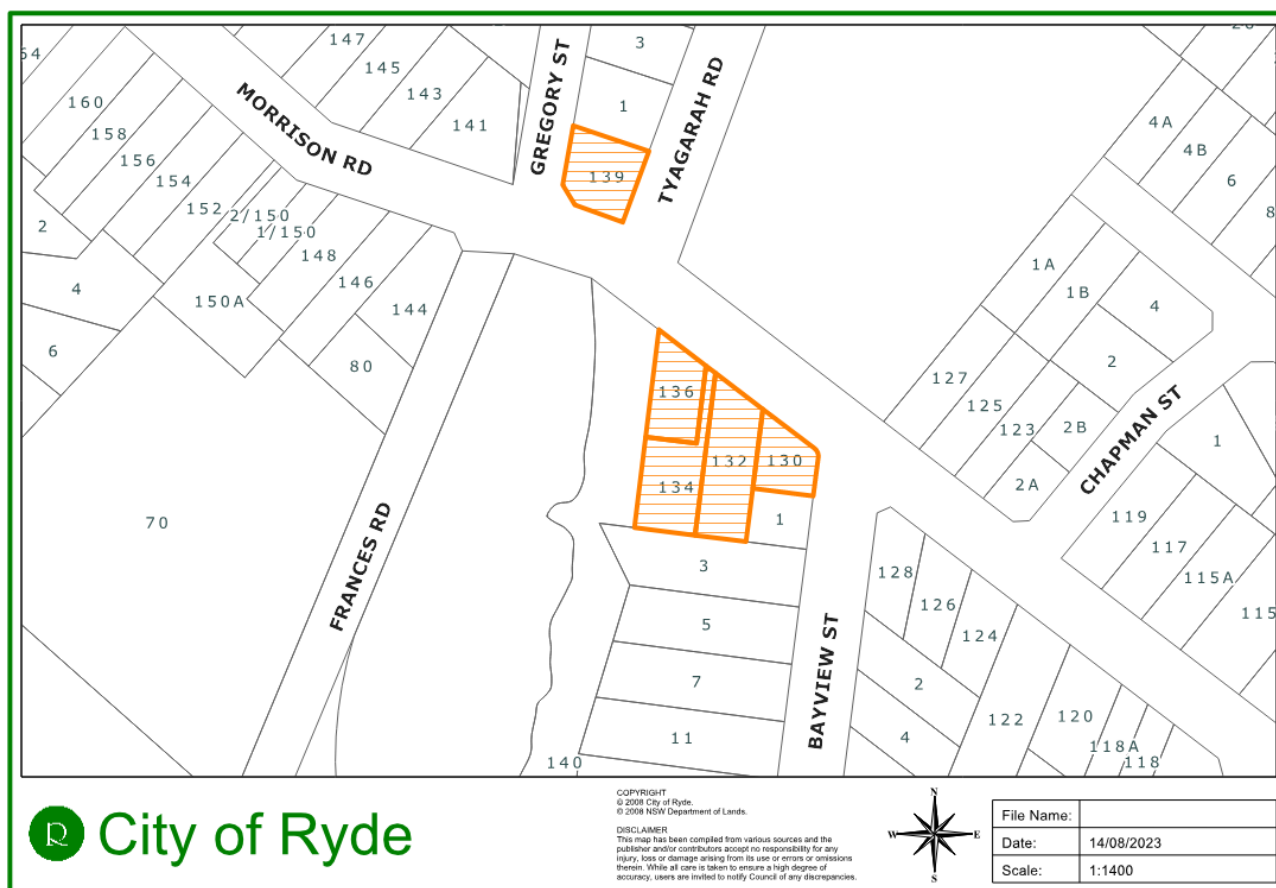 147
3
145
160
143
1
4A
158
141
4B
156
139
6
154
8
152
2/150
2
1/150
148
1A
146
1B
4
150A
144
4
6
80
2
136
127
125
123
2B
132
130
1
134
2A
70
1
119
3
117
128
115A
126
115
5
124
7
2
122
120
11
4
118A
118
140
MORRISON RD
GREGORY ST
TYAGARAH RD
FRANCES RD
BAYVIEW ST
CHAPMAN ST
R City of Ryde
COPYRIGHT
© 2008 City of Ryde.
© 2008 NSW Department of Lands.
DISCLAIMER
This map has been compiled from various sources and the
publisher and/or contributors accept no responsibility for any
injury, loss or damage arising from its use or errors or omissions
therein. While all care is taken to ensure a high degree of
accuracy, users are invited to notify Council of any discrepancies.
N
W E
S
File Name:
Date: 14/08/2023
Scale: 1:1400